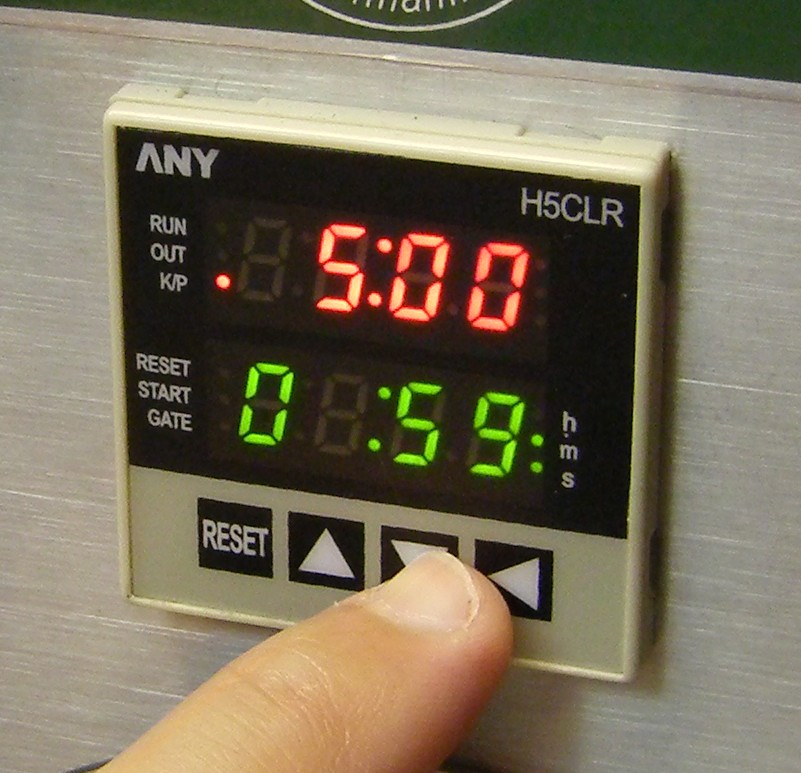 ANY
H5CLR
RUN
OUT
K/P
5:00
RESET
START
GATE
0 :59:
h
m
s
RESET